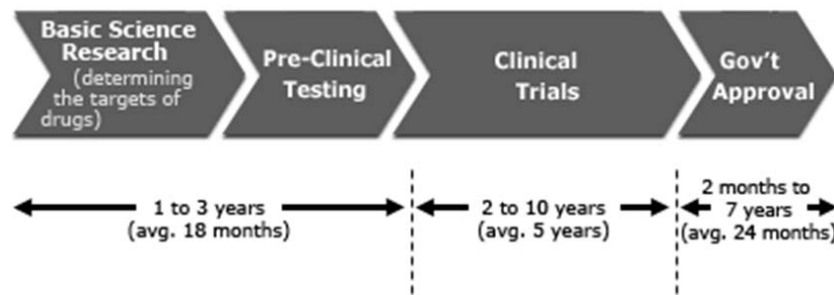 Basic Science
Research
(determining
the targets of
drugs)
Pre-Clinical
Testing
Clinical
Trials
Gov't
Approval
1 to 3 years
(avg. 18 months)
2 to 10 years
(avg. 5 years)
2 months to
7 years
(avg. 24 months)